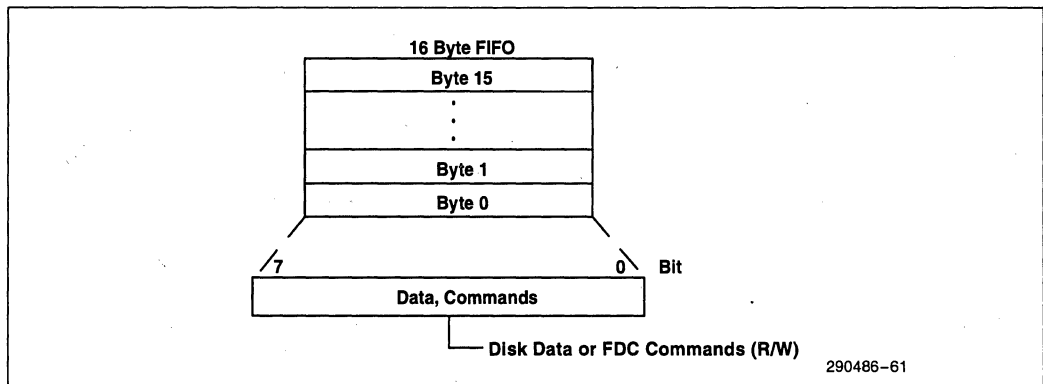 16 Byte FIFO
Byte 15
Byte 1
Byte 0
7 0 Bit
Data, Commands
Disk Data or FDC Commands (R/W)
290486-61